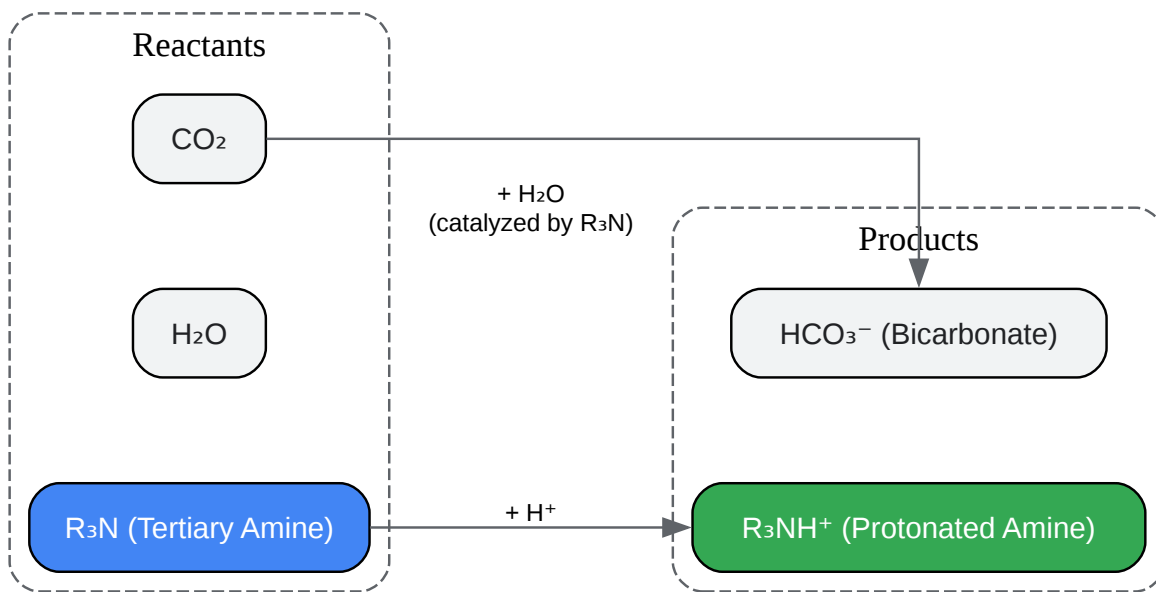 Reactants
CO₂
+ H₂O
(catalyzed by R₃N)
Products
H₂O
HCO₃⁻ (Bicarbonate)
R₃N (Tertiary Amine)
+ H⁺
R₃NH⁺ (Protonated Amine)